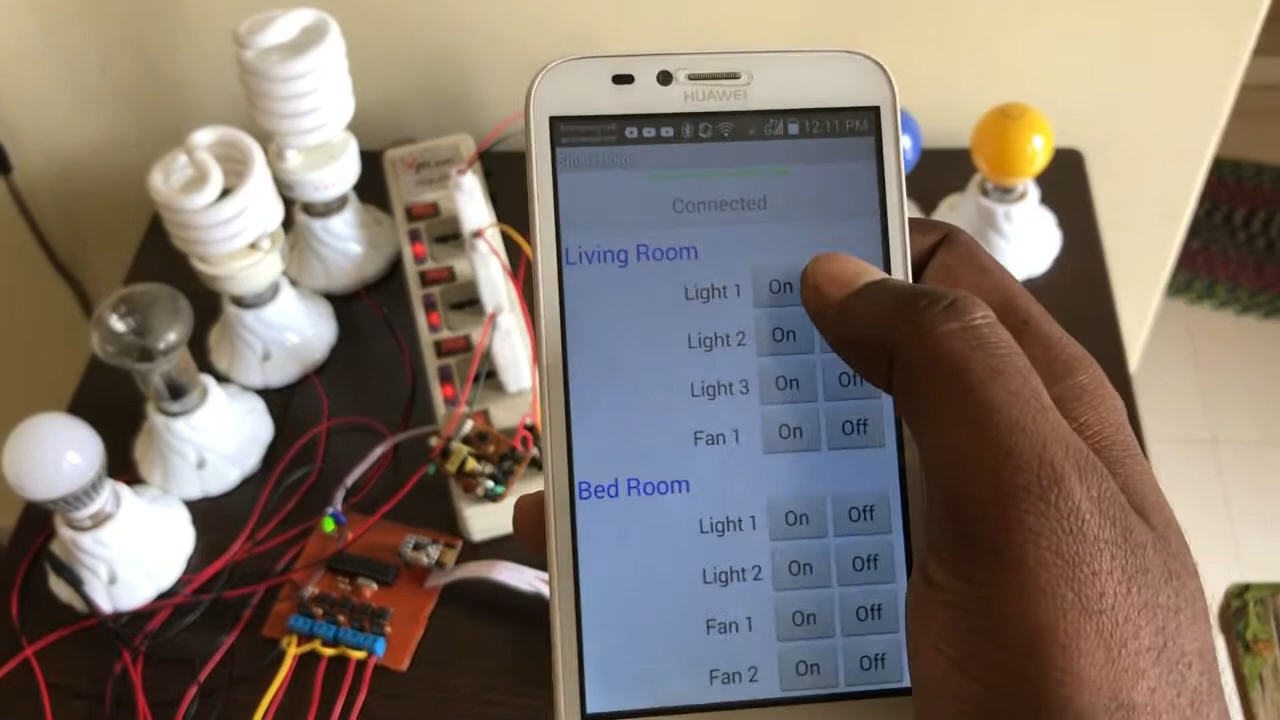 HUAWEI
12:11 PM
Connected
Living Room
Light 1 On
Light 2 On
Light 3 On Off
Fan 1 On Off
Bed Room
Light 1 On Off
Light 2 On Off
Fan 1 On Off
Fan 2 On Off